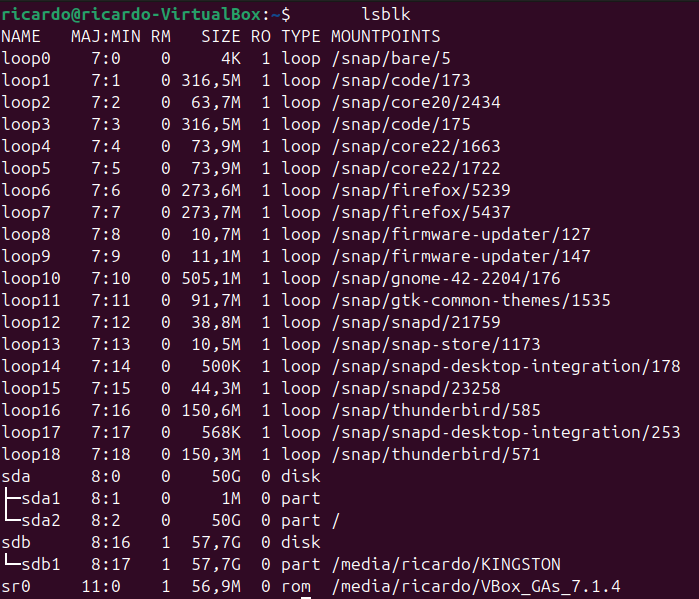 ricardo@ricardo-VirtualBox:~$ lsblk
NAME MAJ:MIN RM SIZE RO TYPE MOUNTPOINTS
loop0 7:0 0 4K 1 loop /snap/bare/5
loop1 7:1 0 316,5M 1 loop /snap/code/173
loop2 7:2 0 63,7M 1 loop /snap/core20/2434
loop3 7:3 0 316,5M 1 loop /snap/code/175
loop4 7:4 0 73,9M 1 loop /snap/core22/1663
loop5 7:5 0 73,9M 1 loop /snap/core22/1722
loop6 7:6 0 273,6M 1 loop /snap/firefox/5239
loop7 7:7 0 273,7M 1 loop /snap/firefox/5437
loop8 7:8 0 10,7M 1 loop /snap/firmware-updater/127
loop9 7:9 0 11,1M 1 loop /snap/firmware-updater/147
loop10 7:10 0 505,1M 1 loop /snap/gnome-42-2204/176
loop11 7:11 0 91,7M 1 loop /snap/gtk-common-themes/1535
loop12 7:12 0 38,8M 1 loop /snap/snapd/21759
loop13 7:13 0 10,5M 1 loop /snap/snap-store/1173
loop14 7:14 0 500K 1 loop /snap/snapd-desktop-integration/178
loop15 7:15 0 44,3M 1 loop /snap/snapd/23258
loop16 7:16 0 150,6M 1 loop /snap/thunderbird/585
loop17 7:17 0 568K 1 loop /snap/snapd-desktop-integration/253
loop18 7:18 0 150,3M 1 loop /snap/thunderbird/571
sda 8:0 0 50G 0 disk
├─sda1 8:1 0 1M 0 part
└─sda2 8:2 0 50G 0 part /
sdb 8:16 1 57,7G 0 disk
└─sdb1 8:17 1 57,7G 0 part /media/ricardo/KINGSTON
sr0 11:0 1 56,9M 0 rom /media/ricardo/VBox_GAs_7.1.4